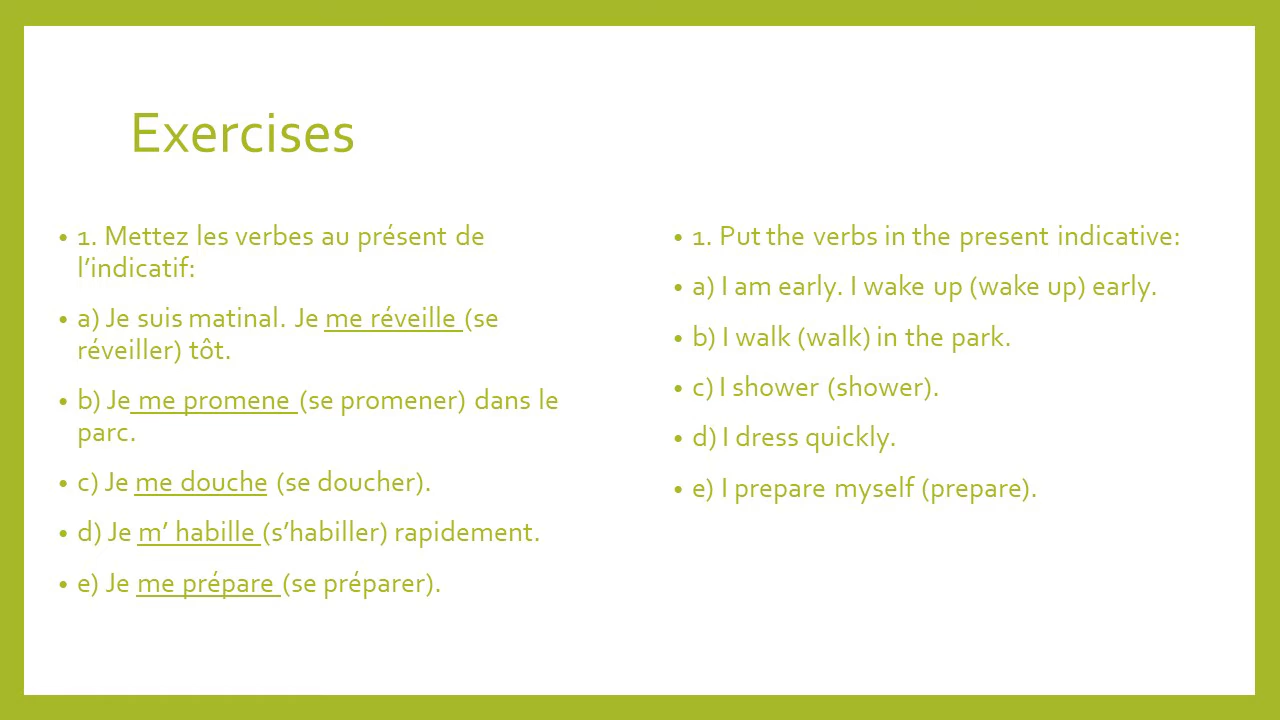 Exercises
• 1. Mettez les verbes au présent de
l’indicatif:
• a) Je suis matinal. Je me réveille (se
réveiller) tôt.
• b) Je me promene (se promener) dans le
parc.
• c) Je me douche (se doucher).
• d) Je m’ habille (s’habiller) rapidement.
• e) Je me prépare (se préparer).
• 1. Put the verbs in the present indicative:
• a) I am early. I wake up (wake up) early.
• b) I walk (walk) in the park.
• c) I shower (shower).
• d) I dress quickly.
• e) I prepare myself (prepare).